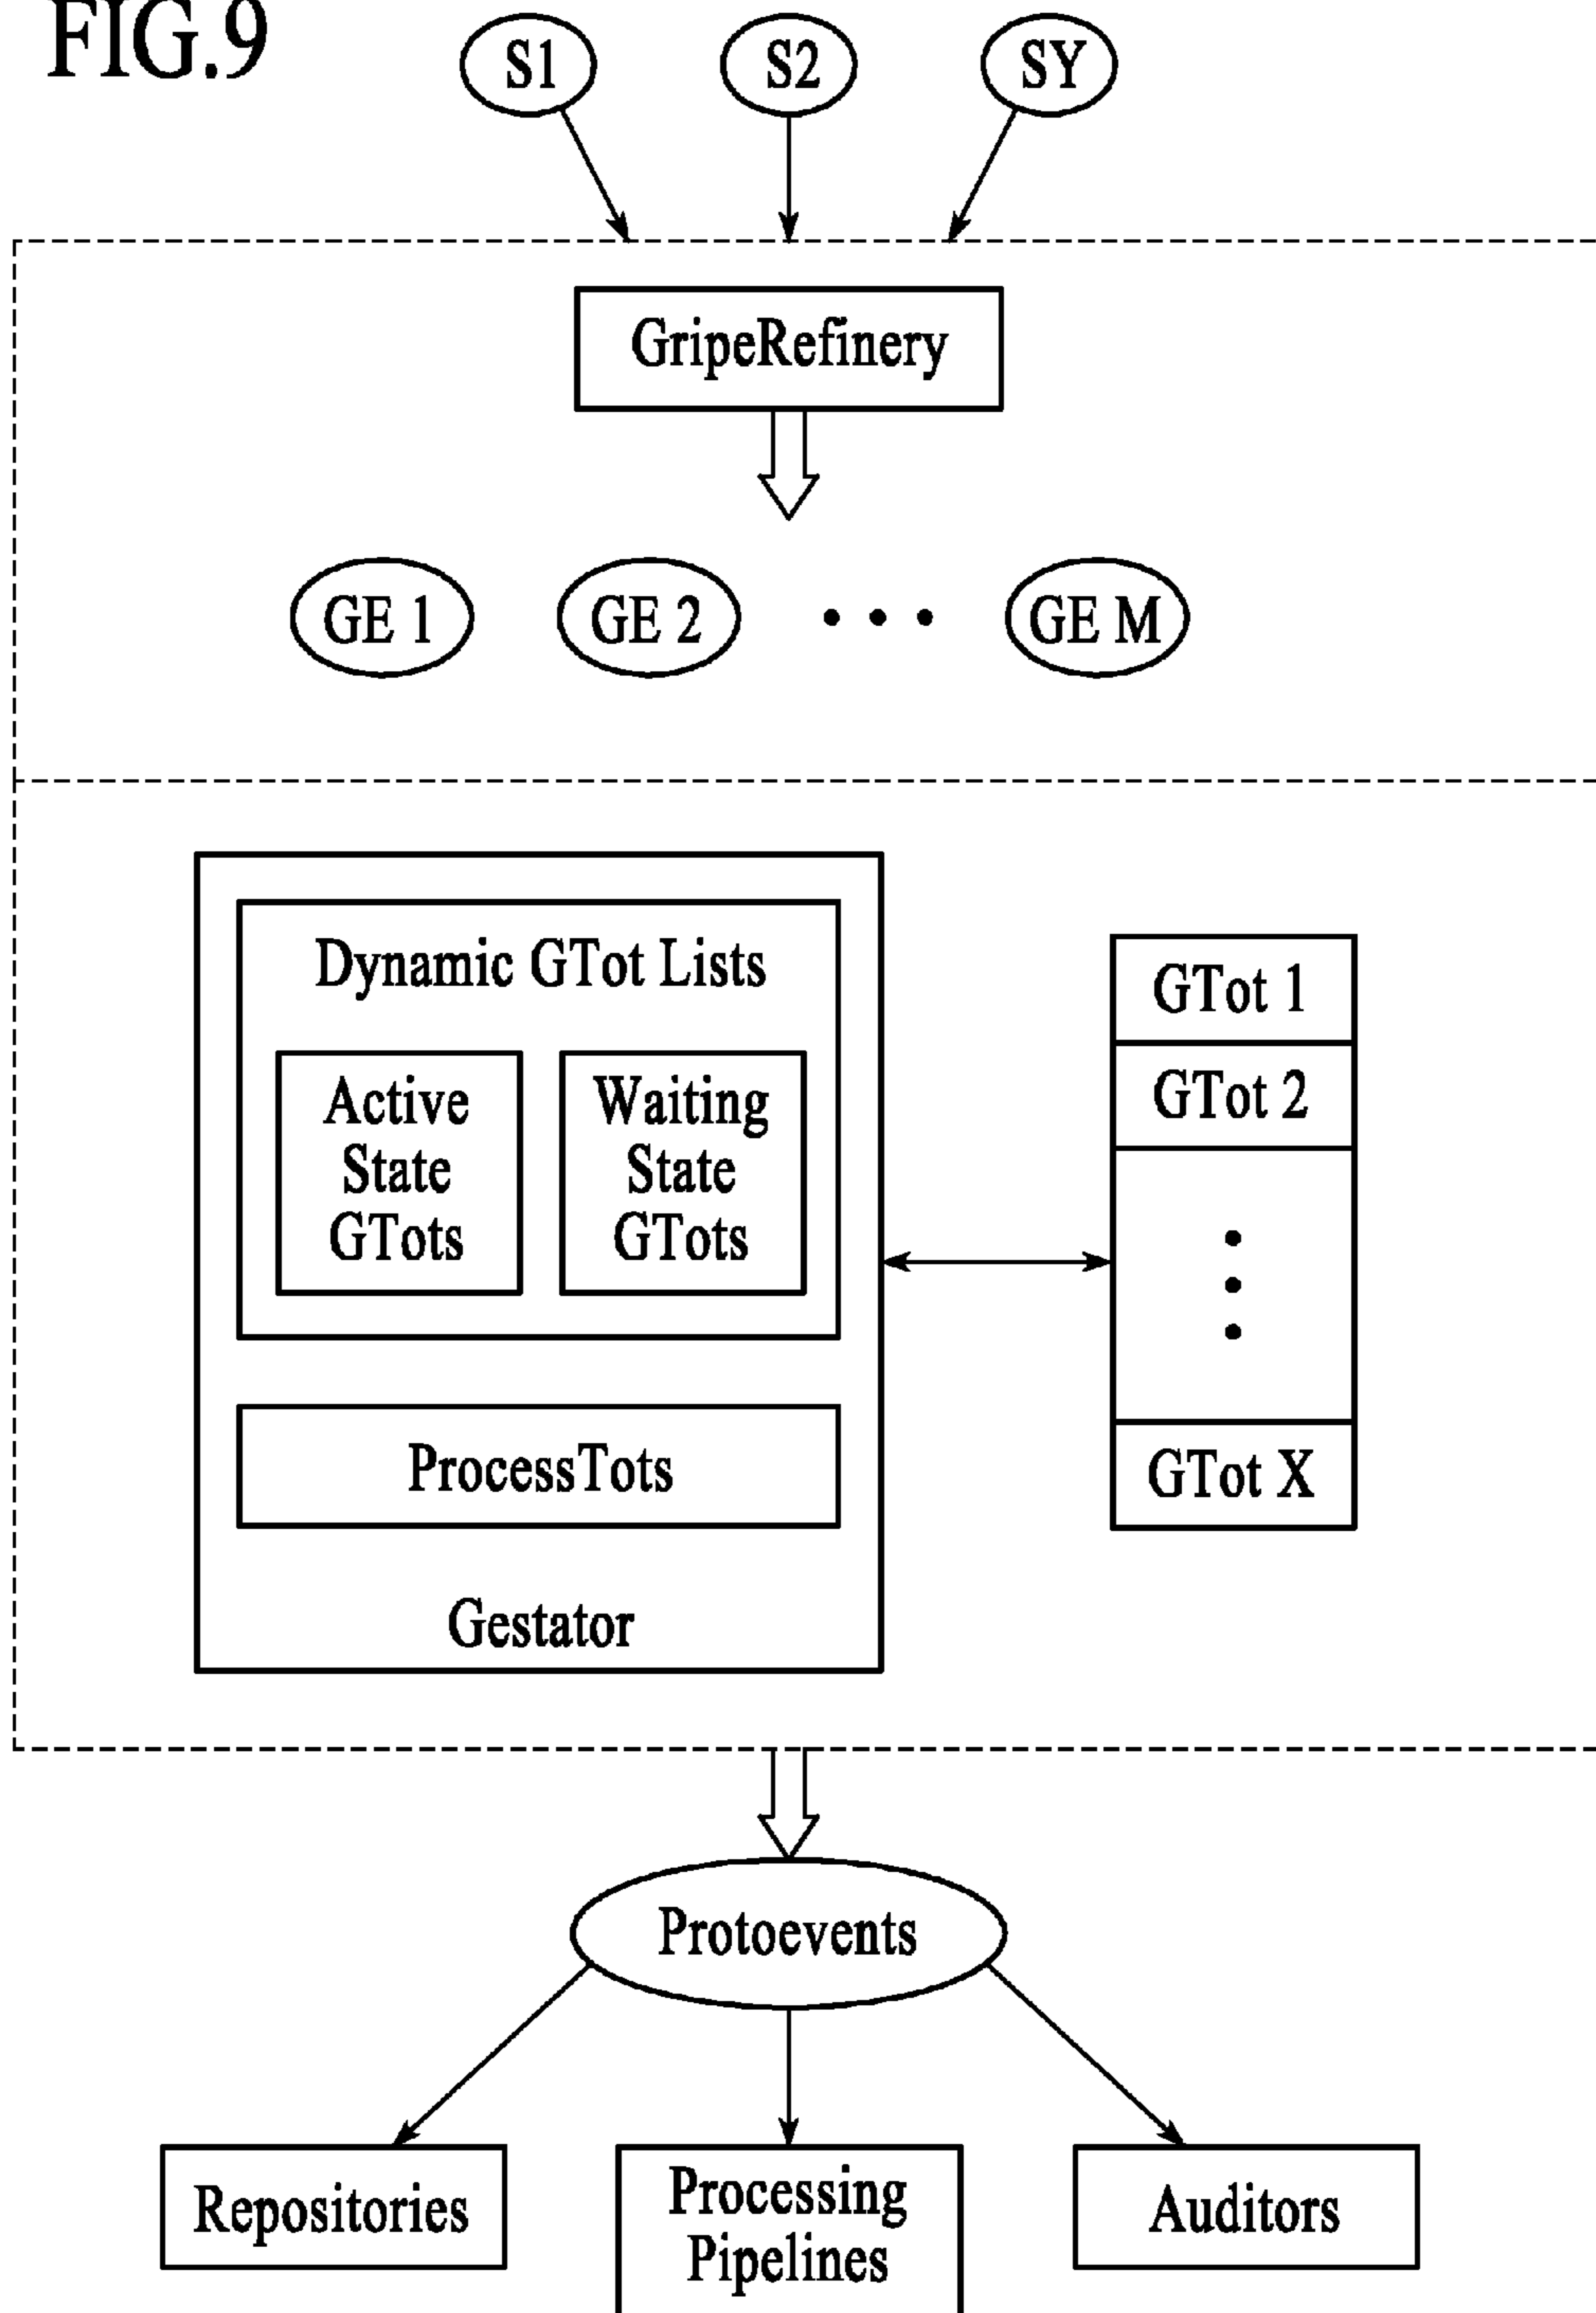 FIG.9
S1
S2
SY
GripeRefinery
GE 1
GE 2
GE M
Dynamic GTot Lists
Active
State
GTots
Waiting
State
GTots
ProcessTots
Gestator
GTot 1
GTot 2
GTot X
Protoevents
Repositories
Processing
Pipelines
Auditors